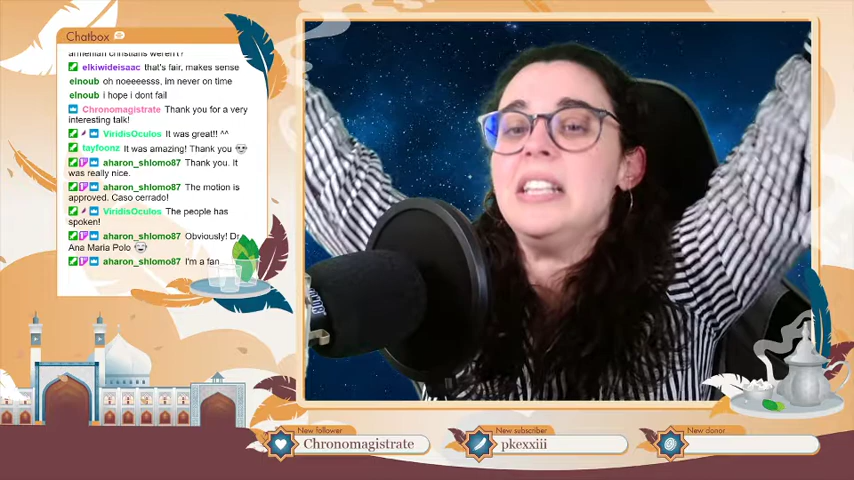 Chatbox
armenian christians weren't?
elkiwideisaac that's fair, makes sense
elnoub oh noeeeesss, im never on time
elnoub i hope i dont fail
Chronomagistrate Thank you for a very
interesting talk!
ViridisOculos It was great!! ^^
tayfoonz It was amazing! Thank you
aharon_shlomo87 Thank you. It
was really nice.
aharon_shlomo87 The motion is
approved. Caso cerrado!
ViridisOculos The people has
spoken!
aharon_shlomo87 Obviously!
Ana Maria Polo
aharon_shlomo87 I'm a fan
New follower
Chronomagistrate
New subscriber
pkexxiii
New donor